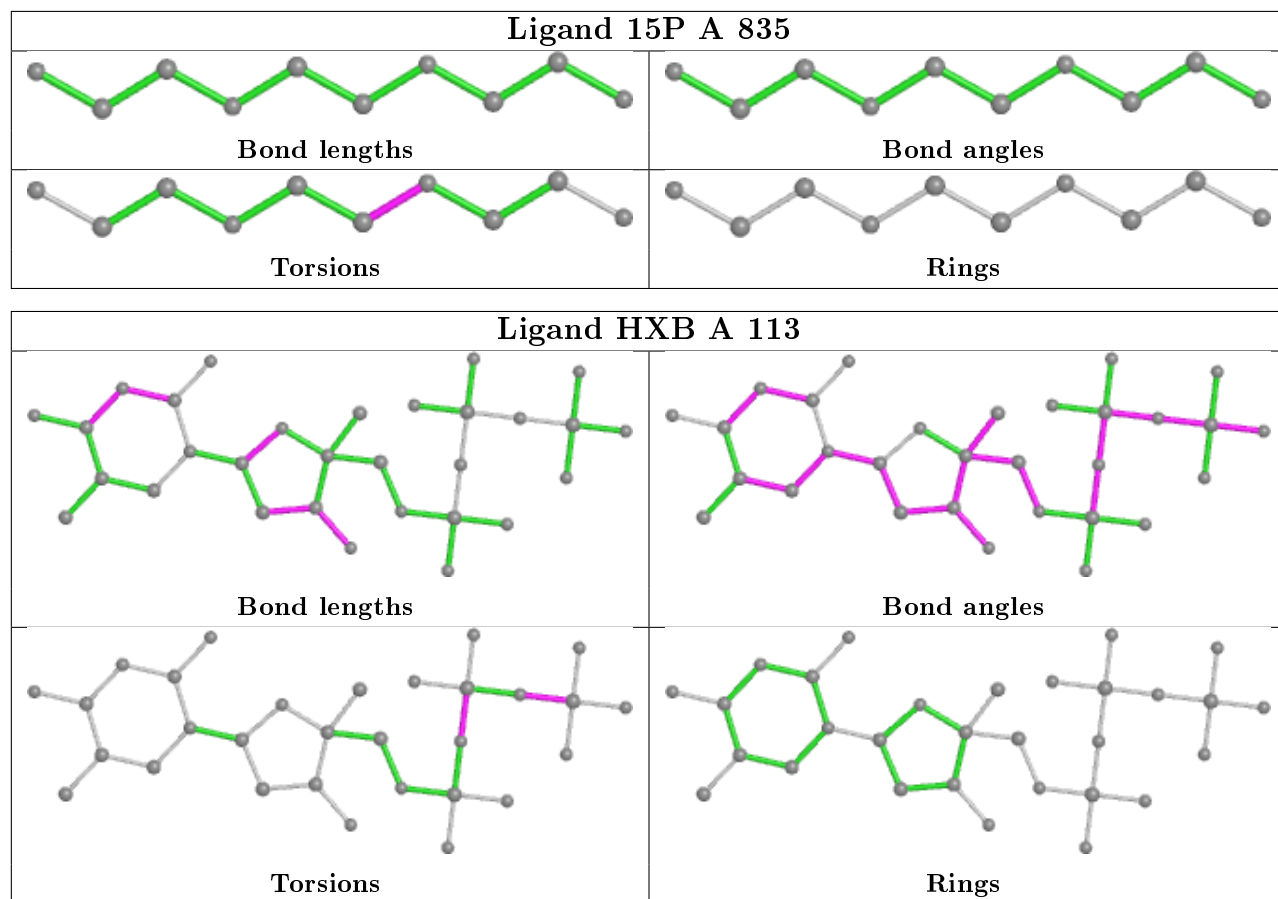 Ligand 15P A 835
Bond lengths
Bond angles
Torsions
Rings
Ligand HXB A 113
Bond lengths
Bond angles
Torsions
Rings